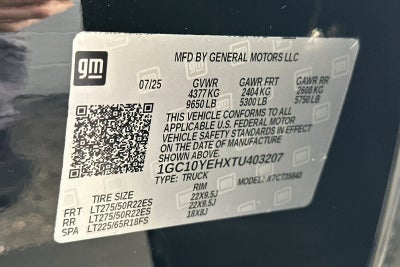 gm
MFD BY GENERAL MOTORS LLC
07/25 GVWR GAWR FRT GAWR RR
4377 KG 2404 KG 2608 KG
9650 LB 5300 LB 5750 LB
THIS VEHICLE CONFORMS TO ALL
APPLICABLE U.S. FEDERAL MOTOR
VEHICLE SAFETY STANDARDS IN
EFFECT ON THE DATE OF
MANUFACTURE SHOWN ABOVE.
1GC10YEHXTU403207
TYPE: TRUCK MODEL: X7CT35843
TIRE SIZE RIM
FRT LT275/50R22ES 22X9.5J
RR LT275/50R22ES 22X9.5J
SPA LT225/65R18FS 18X8J